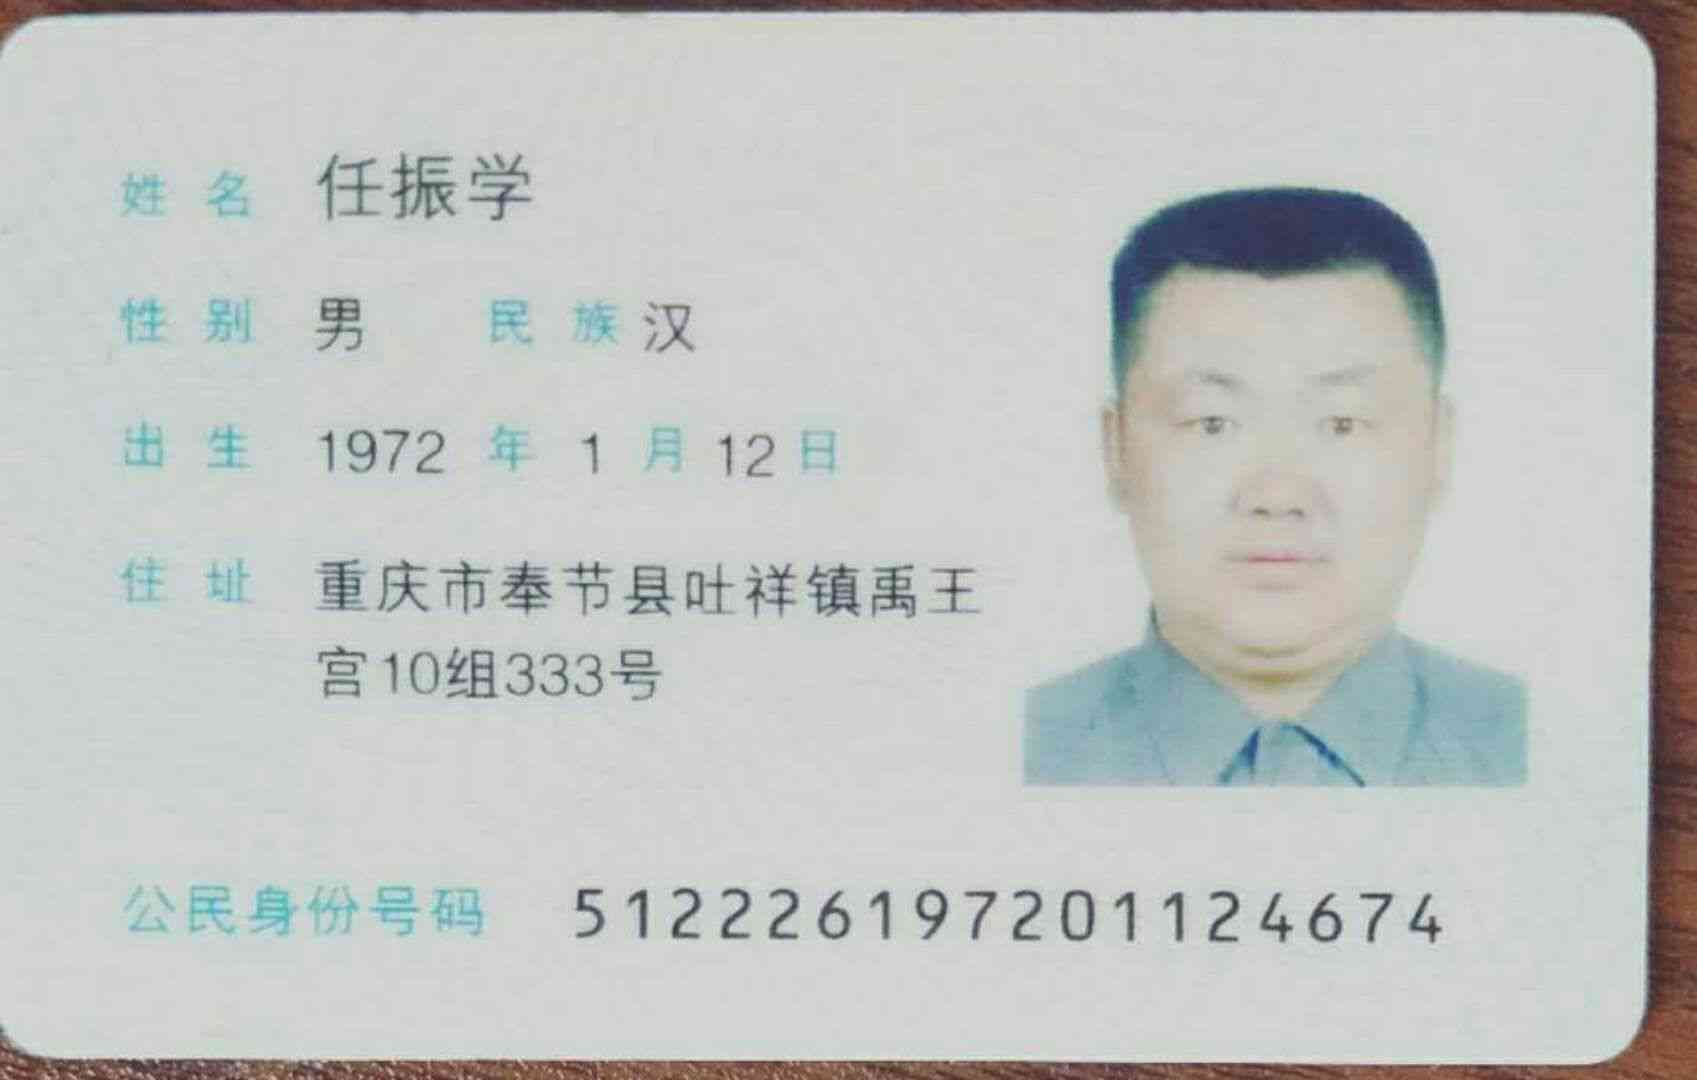 姓名 任振学
性别 男 民族 汉
出生 1972 年 1 月 12 日
住址 重庆市奉节县吐祥镇禹王
宫10组333号
公民身份号码 512226197201124674